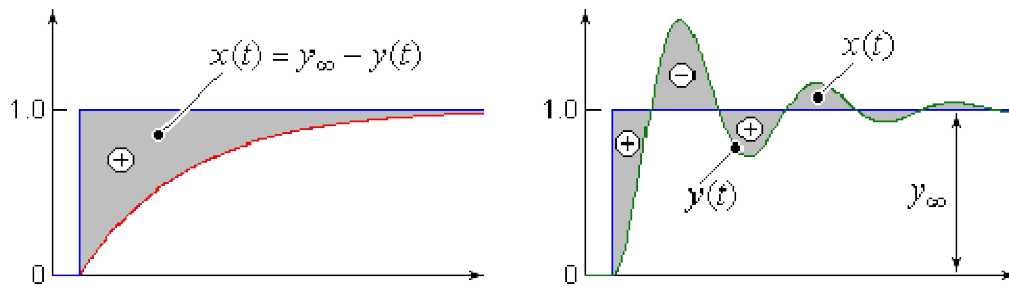 x(t) = y∞ − y(t)
1.0
+
0
x(t)
−
1.0
+
+
y(t)
y∞
0